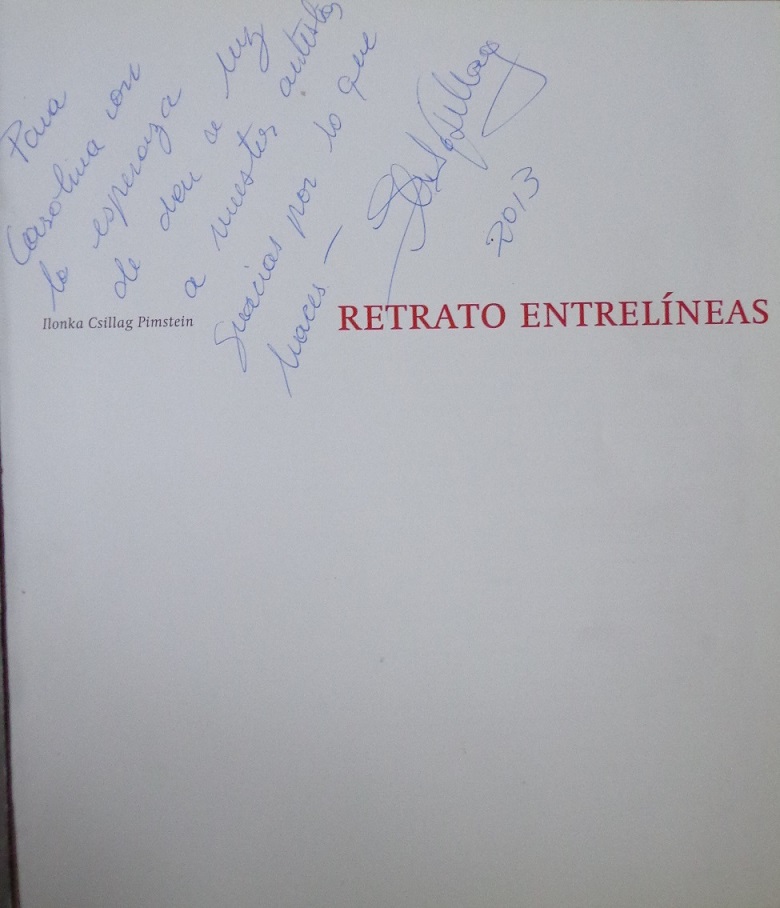 Para
Carolina con
la esperanza
de dar a luz
a nuestros artistas
Gracias por lo que
haces —
2013
Ilonka Csillag Pimstein
RETRATO ENTRELÍNEAS